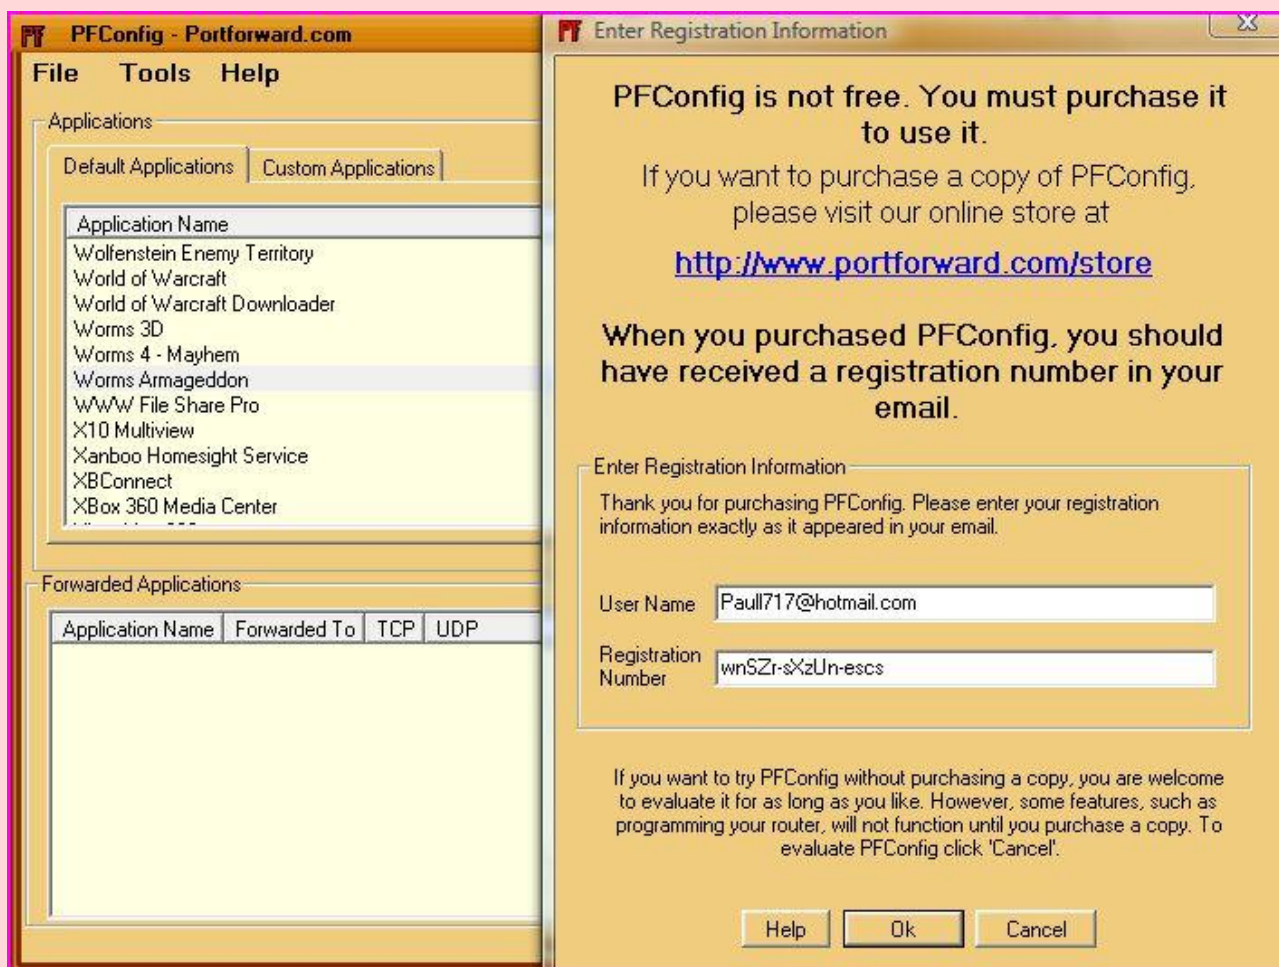 PFConfig - Portforward.com
File Tools Help
Applications
Default Applications
Custom Applications
Application Name
Wolfenstein Enemy Territory
World of Warcraft
World of Warcraft Downloader
Worms 3D
Worms 4 - Mayhem
Worms Armageddon
WWW File Share Pro
X10 Multiview
Xanboo Homesight Service
XBConnect
XBox 360 Media Center
Forwarded Applications
Application Name
Forwarded To
TCP
UDP
Enter Registration Information
PFConfig is not free. You must purchase it
to use it.
If you want to purchase a copy of PFConfig,
please visit our online store at
http://www.portforward.com/store
When you purchased PFConfig, you should
have received a registration number in your
email.
Enter Registration Information
Thank you for purchasing PFConfig. Please enter your registration
information exactly as it appeared in your email.
User Name
Paull717@hotmail.com
Registration
Number
wnSZr-sXzUn-escs
If you want to try PFConfig without purchasing a copy, you are welcome
to evaluate it for as long as you like. However, some features, such as
programming your router, will not function until you purchase a copy. To
evaluate PFConfig click 'Cancel'.
Help
Ok
Cancel